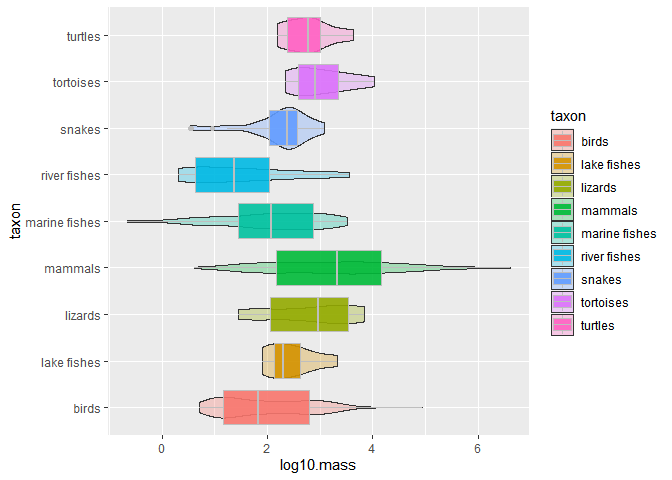 turtles
tortoises
snakes
river fishes
marine fishes
mammals
lizards
lake fishes
birds
taxon
0 2 4 6
log10.mass
taxon
birds
lake fishes
lizards
mammals
marine fishes
river fishes
snakes
tortoises
turtles